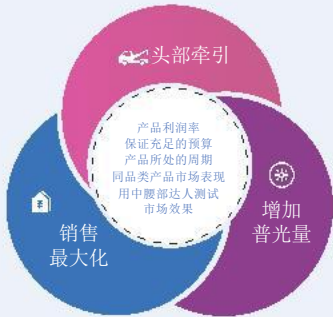 头部牵引
产品利润率
保证充足的预算
产品所处的周期
同品类产品市场表现
用中腰部达人测试
市场效果
销售
最大化
增加
普光量